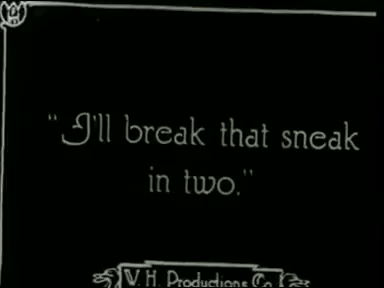 "I'll break that sneak
in two."
W. H. Productions Co.